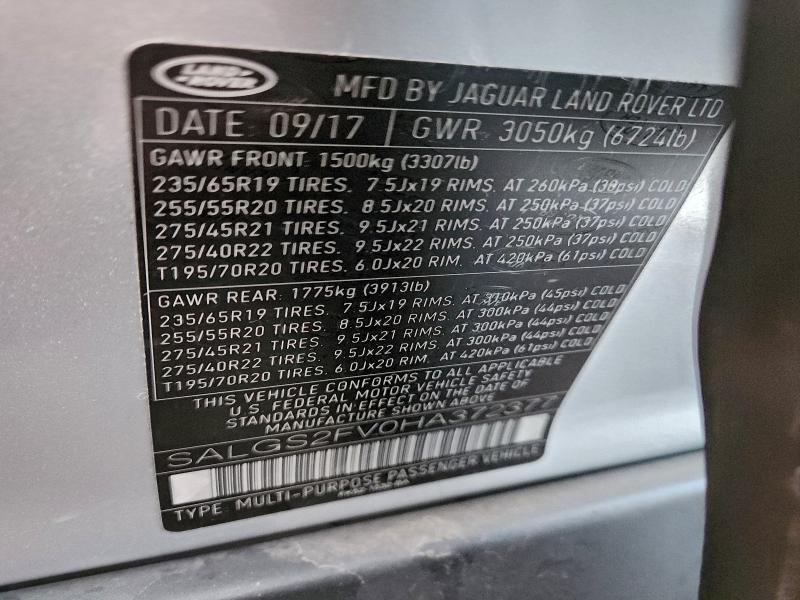 LAND ROVER
MFD BY JAGUAR LAND ROVER LTD
DATE 09/17 GWR 3050kg (6724lb)
GAWR FRONT 1500kg (3307lb)
235/65R19 TIRES. 7.5Jx19 RIMS. AT 260kPa (38psi) COLD
255/55R20 TIRES. 8.5Jx20 RIMS. AT 250kPa (37psi) COLD
275/45R21 TIRES. 9.5Jx21 RIMS. AT 250kPa (37psi) COLD
275/40R22 TIRES. 9.5Jx22 RIMS. AT 250kPa (37psi) COLD
T195/70R20 TIRES. 6.0Jx20 RIM. AT 420kPa (61psi) COLD
GAWR REAR: 1775kg (3913lb)
235/65R19 TIRES. 7.5Jx19 RIMS. AT 310kPa (45psi) COLD
255/55R20 TIRES. 8.5Jx20 RIMS. AT 300kPa (44psi) COLD
275/45R21 TIRES. 9.5Jx21 RIMS. AT 300kPa (44psi) COLD
275/40R22 TIRES. 9.5Jx22 RIMS. AT 300kPa (44psi) COLD
T195/70R20 TIRES. 6.0Jx20 RIM. AT 420kPa (61psi) COLD
THIS VEHICLE CONFORMS TO ALL APPLICABLE
U.S. FEDERAL MOTOR VEHICLE SAFETY
STANDARDS IN EFFECT ON THE DATE OF
MANUFACTURE SHOWN ABOVE
SALGS2FV0HA372377
TYPE MULTI-PURPOSE PASSENGER VEHICLE